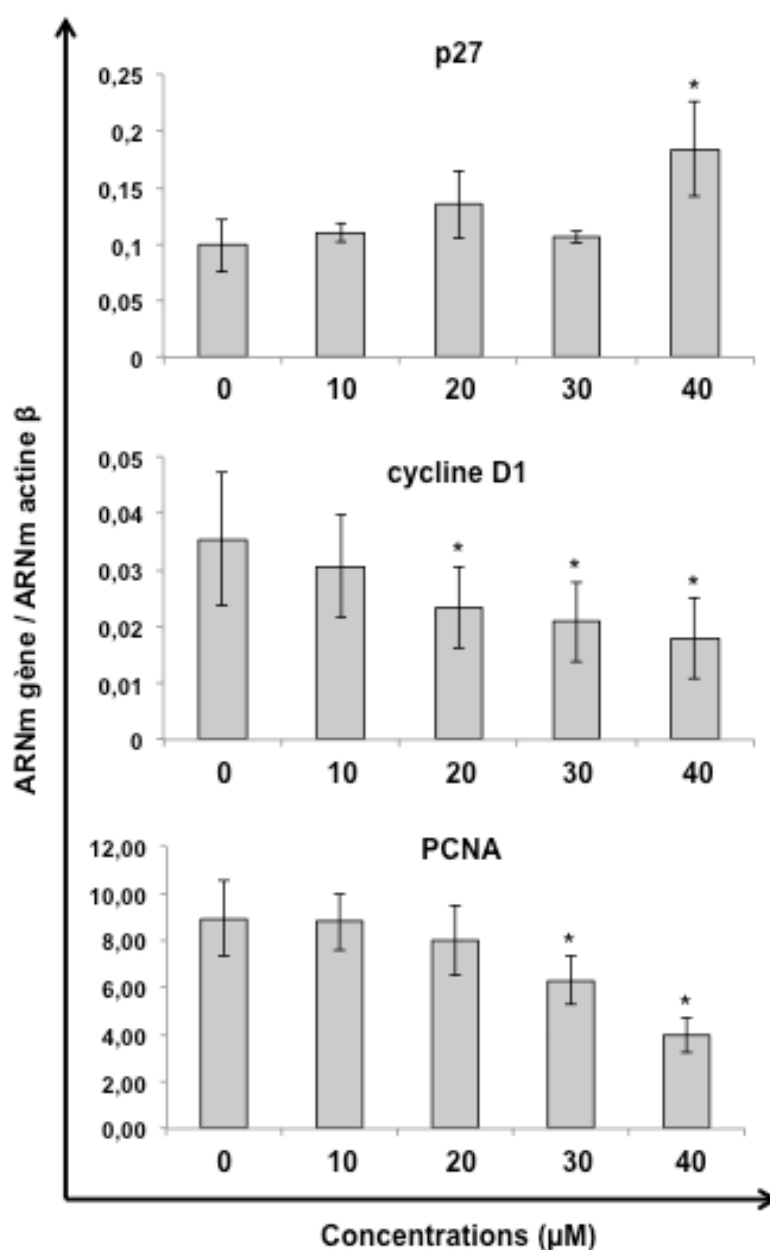 p27
0,25
*
0,2
0,15
0,1
0,05
0
0 10 20 30 40
cycline D1
0,05
0,04
* * *
0,03
0,02
0,01
0
0 10 20 30 40
PCNA
12,00
10,00
8,00
*
6,00
*
4,00
2,00
0,00
0 10 20 30 40
ARNm gène / ARNm actine β
Concentrations (µM)